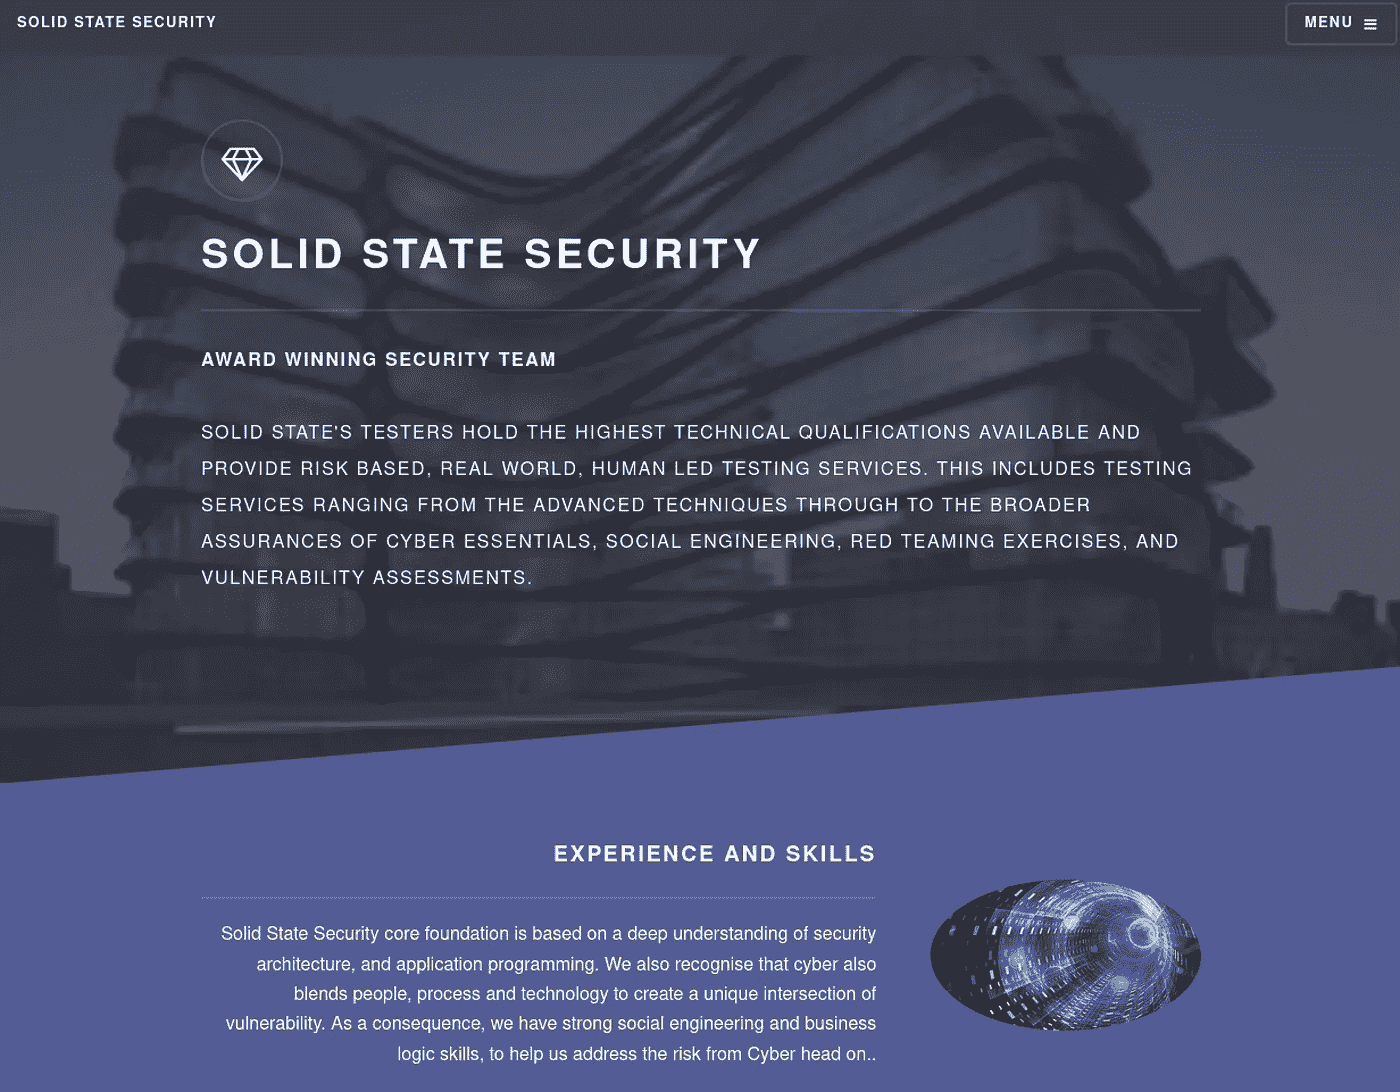 SOLID STATE SECURITY
MENU
SOLID STATE SECURITY
AWARD WINNING SECURITY TEAM
SOLID STATE'S TESTERS HOLD THE HIGHEST TECHNICAL QUALIFICATIONS AVAILABLE AND
PROVIDE RISK BASED, REAL WORLD, HUMAN LED TESTING SERVICES. THIS INCLUDES TESTING
SERVICES RANGING FROM THE ADVANCED TECHNIQUES THROUGH TO THE BROADER
ASSURANCES OF CYBER ESSENTIALS, SOCIAL ENGINEERING, RED TEAMING EXERCISES, AND
VULNERABILITY ASSESSMENTS.
EXPERIENCE AND SKILLS
Solid State Security core foundation is based on a deep understanding of security
architecture, and application programming. We also recognise that cyber also
blends people, process and technology to create a unique intersection of
vulnerability. As a consequence, we have strong social engineering and business
logic skills, to help us address the risk from Cyber head on..